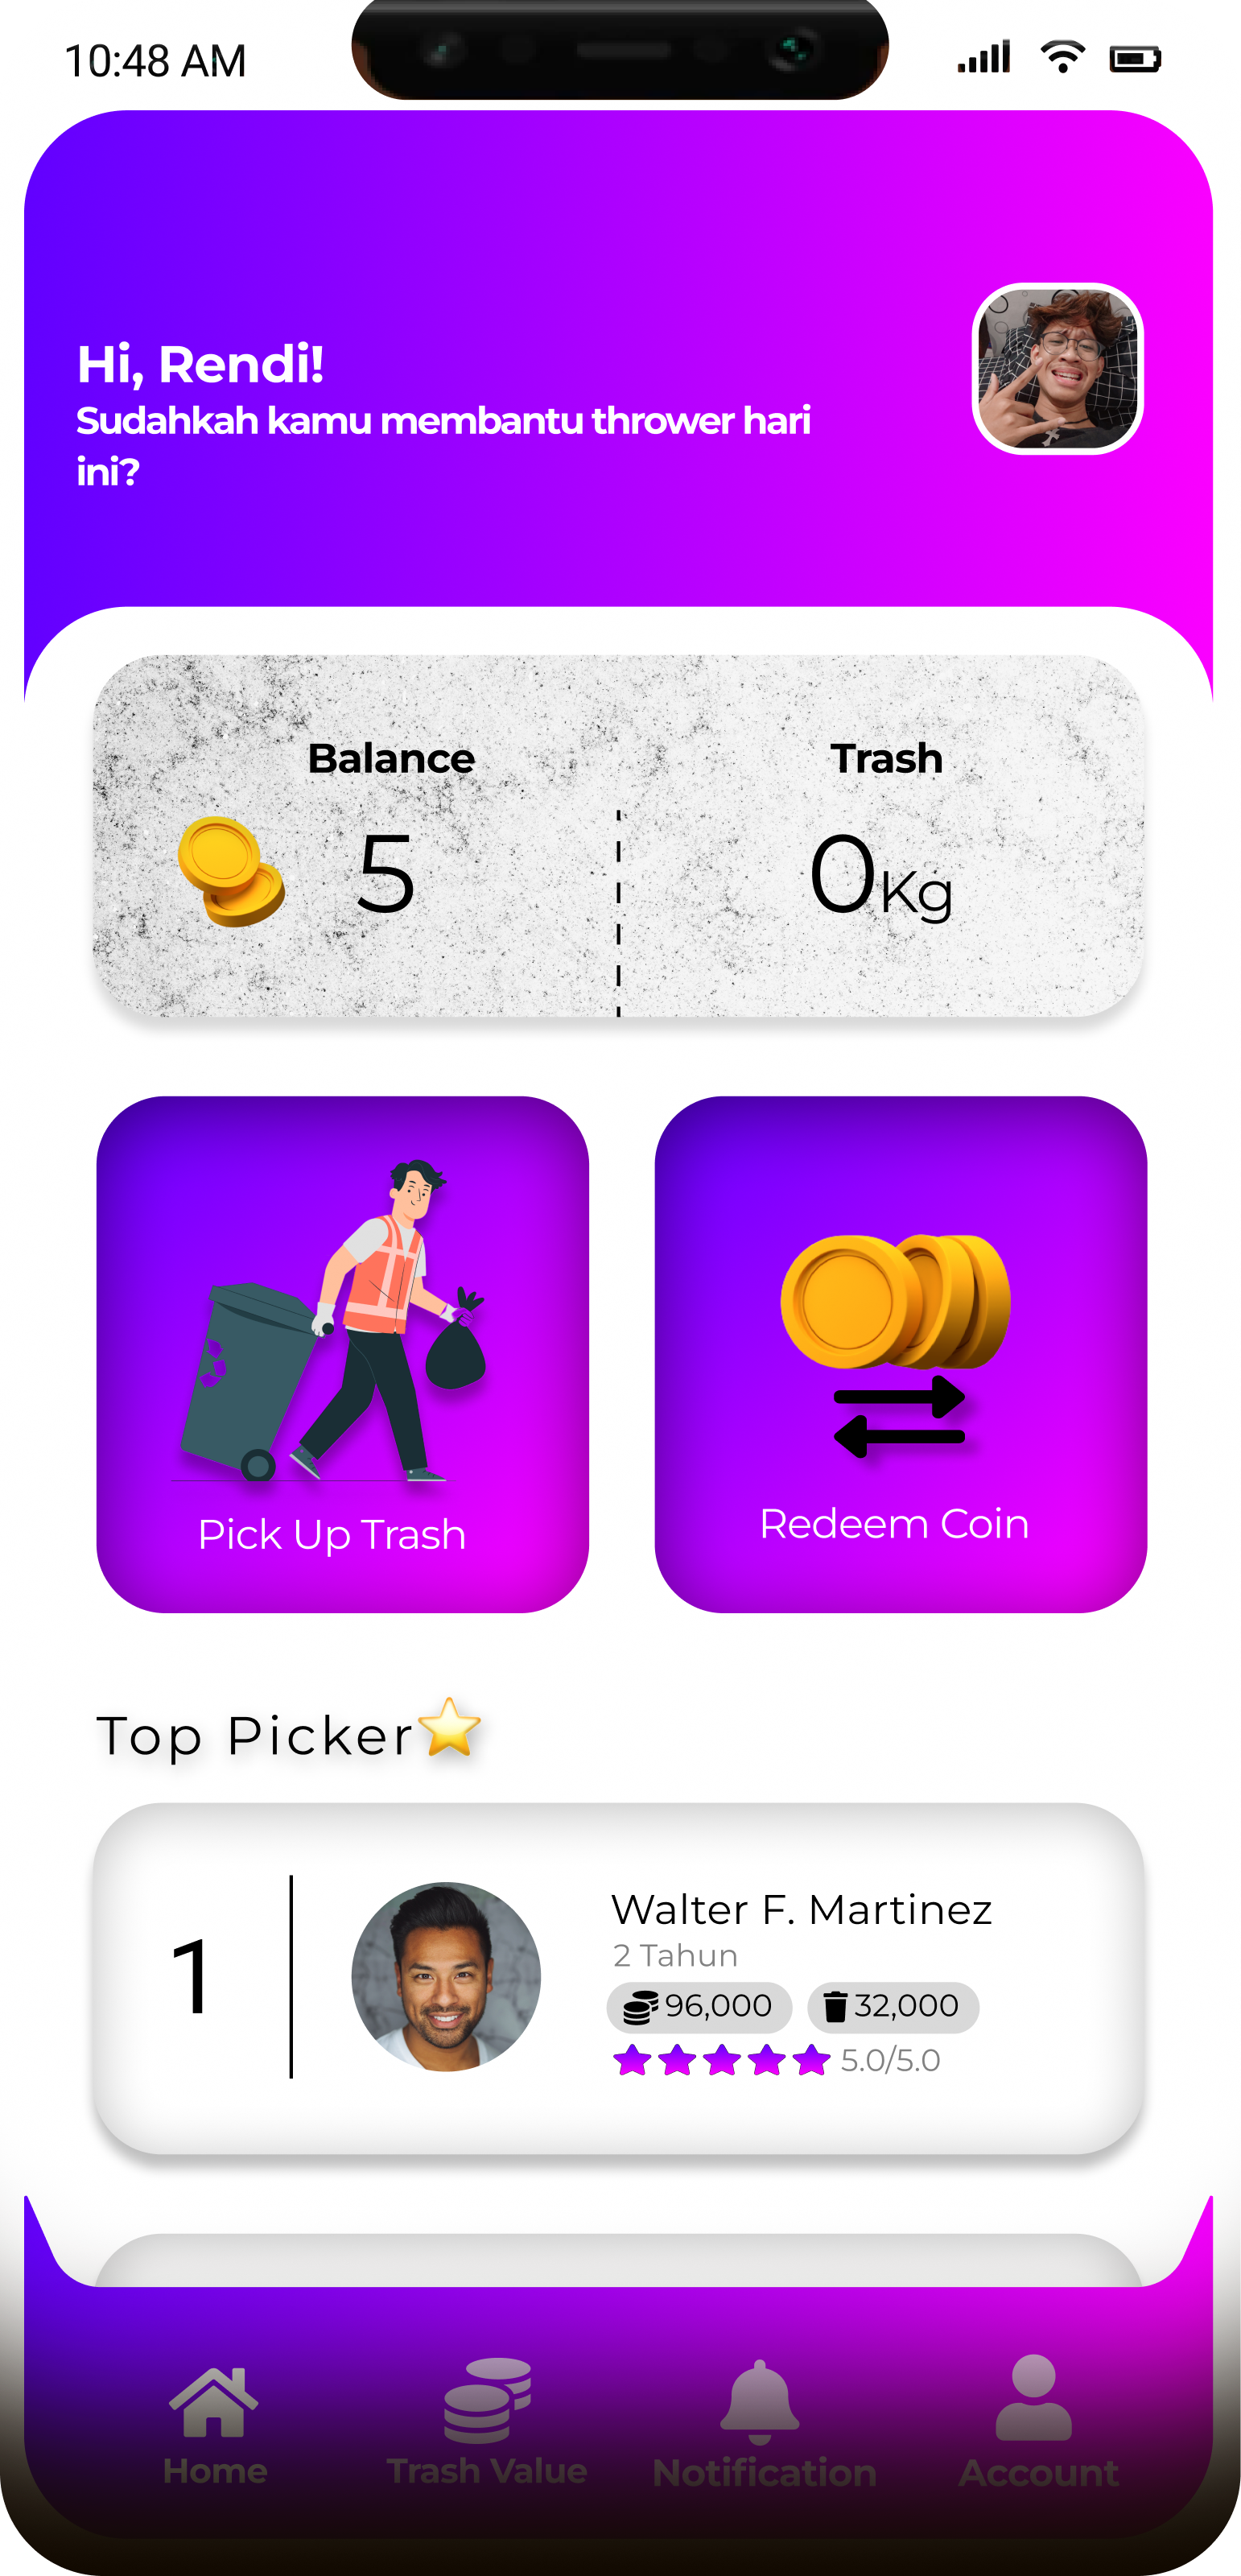 10:48 AM
Hi, Rendi!
Sudahkah kamu membantu thrower hari
ini?
Balance
Trash
5
0Kg
Pick Up Trash
Redeem Coin
Top Picker
1
Walter F. Martinez
2 Tahun
96,000
32,000
5.0/5.0
Home
Trash Value
Notification
Account